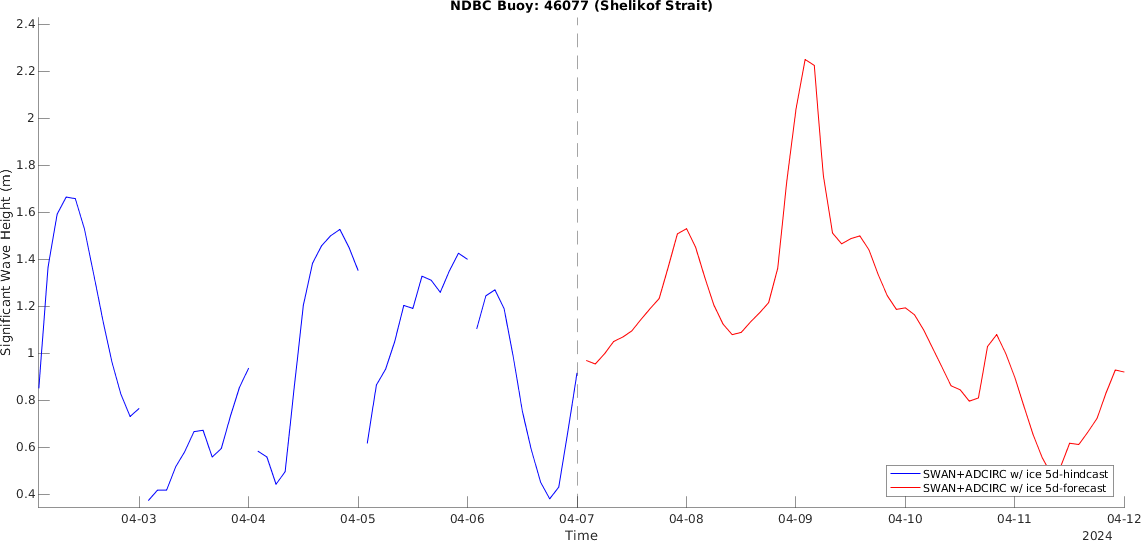 NDBC Buoy: 46077 (Shelikof Strait)
2.4
2.2
2
1.8
1.6
1.4
1.2
1
0.8
0.6
0.4
Significant Wave Height (m)
SWAN+ADCIRC w/ ice 5d-hindcast
SWAN+ADCIRC w/ ice 5d-forecast
04-03 04-04 04-05 04-06 04-07 04-08 04-09 04-10 04-11 04-12
Time
2024